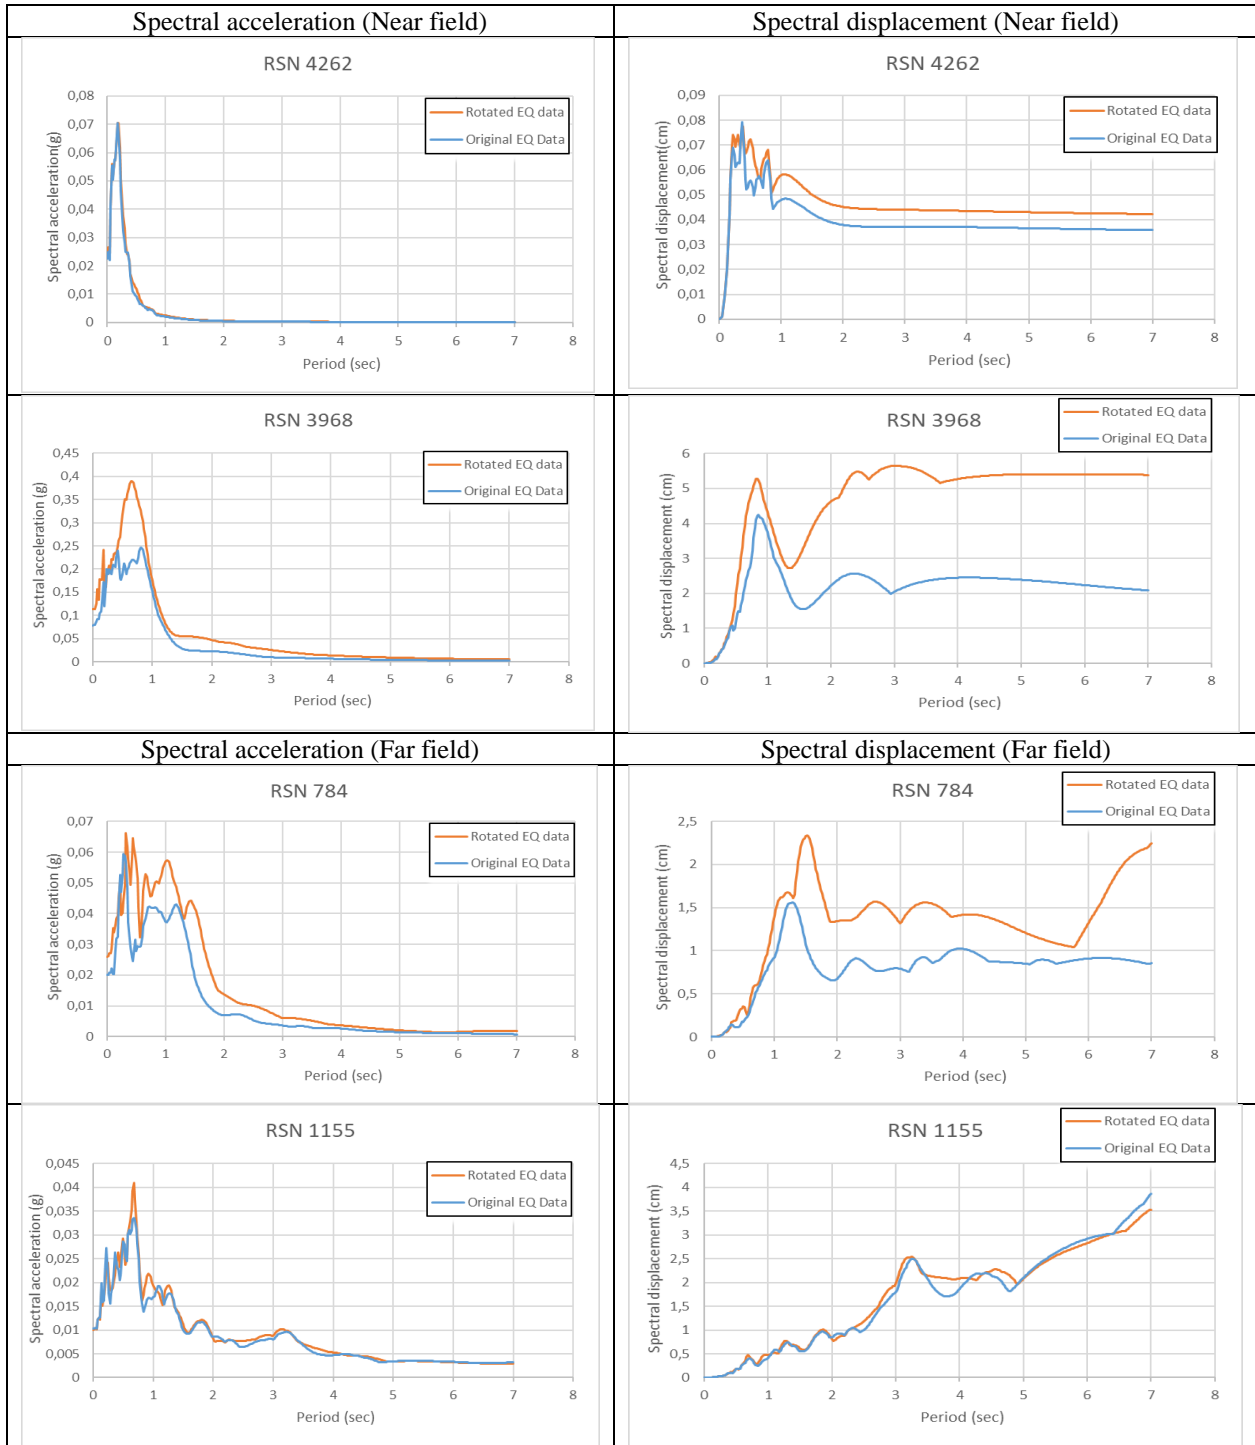 Spectral acceleration (Near field)
Spectral displacement (Near field)
RSN 4262
Rotated EQ data
Original EQ Data
Spectral acceleration(g)
0,08
0,07
0,06
0,05
0,04
0,03
0,02
0,01
0
0 1 2 3 4 5 6 7 8
Period (sec)
RSN 4262
Rotated EQ data
Original EQ Data
Spectral displacement(cm)
0,09
0,08
0,07
0,06
0,05
0,04
0,03
0,02
0,01
0
0 1 2 3 4 5 6 7 8
Period (sec)
RSN 3968
Rotated EQ data
Original EQ Data
Spectral acceleration (g)
0,45
0,4
0,35
0,3
0,25
0,2
0,15
0,1
0,05
0
0 1 2 3 4 5 6 7 8
Period (sec)
RSN 3968
Rotated EQ data
Original EQ Data
Spectral displacement (cm)
6
5
4
3
2
1
0
0 1 2 3 4 5 6 7 8
Period (sec)
Spectral acceleration (Far field)
Spectral displacement (Far field)
RSN 784
Rotated EQ data
Original EQ Data
Spectral acceleration (g)
0,07
0,06
0,05
0,04
0,03
0,02
0,01
0
0 1 2 3 4 5 6 7 8
Period (sec)
RSN 784
Rotated EQ data
Original EQ Data
Spectral displacement (cm)
2,5
2
1,5
1
0,5
0
0 1 2 3 4 5 6 7 8
Period (sec)
RSN 1155
Rotated EQ data
Original EQ Data
Spectral acceleration (g)
0,045
0,04
0,035
0,03
0,025
0,02
0,015
0,01
0,005
0
0 1 2 3 4 5 6 7 8
Period (sec)
RSN 1155
Rotated EQ data
Original EQ Data
Spectral displacement (cm)
4,5
4
3,5
3
2,5
2
1,5
1
0,5
0
0 1 2 3 4 5 6 7 8
Period (sec)